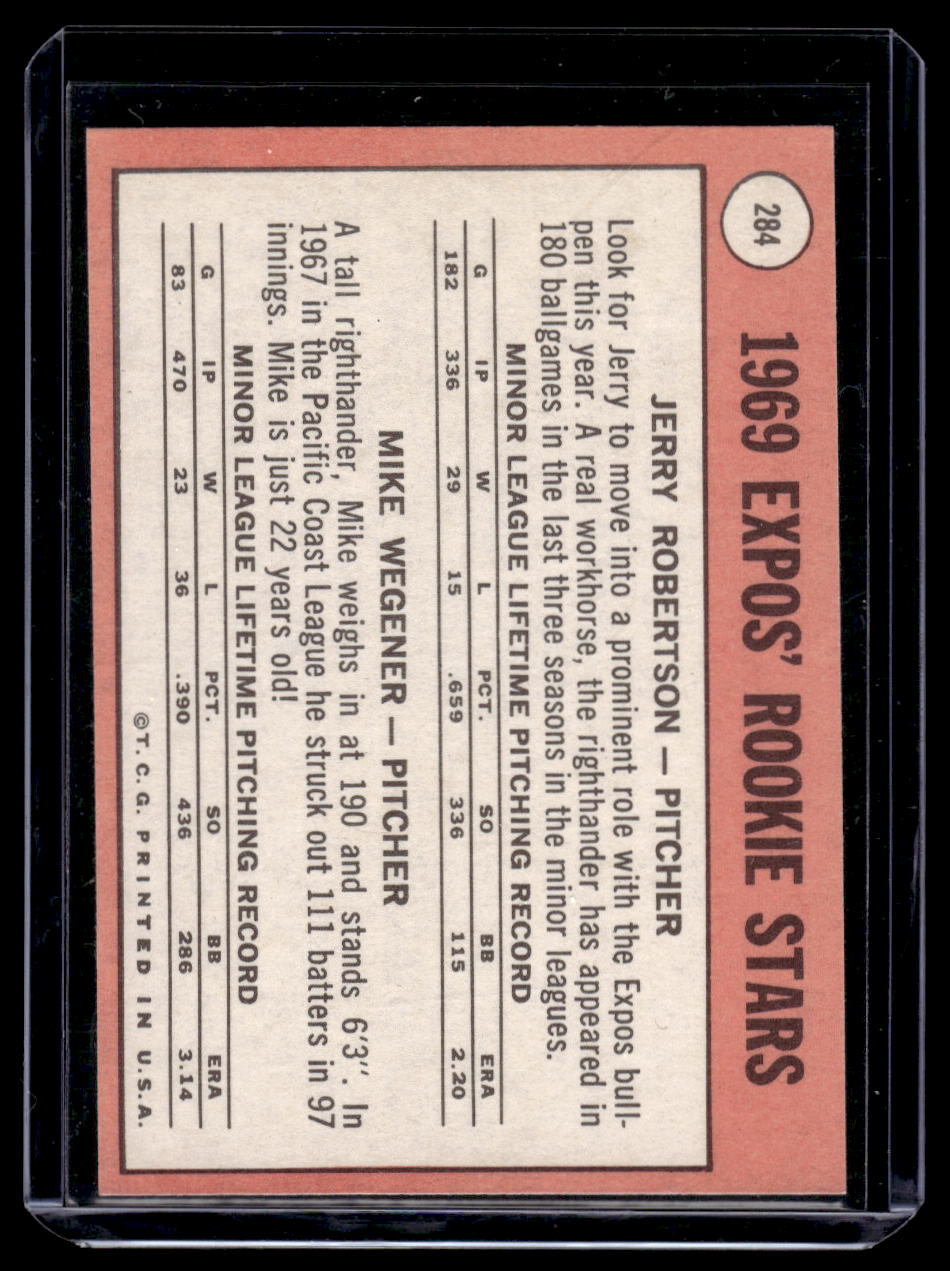 284
1969 EXPOS' ROOKIE STARS
JERRY ROBERTSON — PITCHER
Look for Jerry to move into a prominent role with the Expos bull-
pen this year. A real workhorse, the righthander has appeared in
180 ballgames in the last three seasons in the minor leagues.
MINOR LEAGUE LIFETIME PITCHING RECORD
G IP W L PCT. SO BB ERA
182 336 29 15 .659 336 115 2.20
MIKE WEGENER — PITCHER
A tall righthander, Mike weighs in at 190 and stands 6'3''. In
1967 in the Pacific Coast League he struck out 111 batters in 97
innings. Mike is just 22 years old!
MINOR LEAGUE LIFETIME PITCHING RECORD
G IP W L PCT. SO BB ERA
83 470 23 36 .390 436 286 3.14
©T.C.G. PRINTED IN U.S.A.